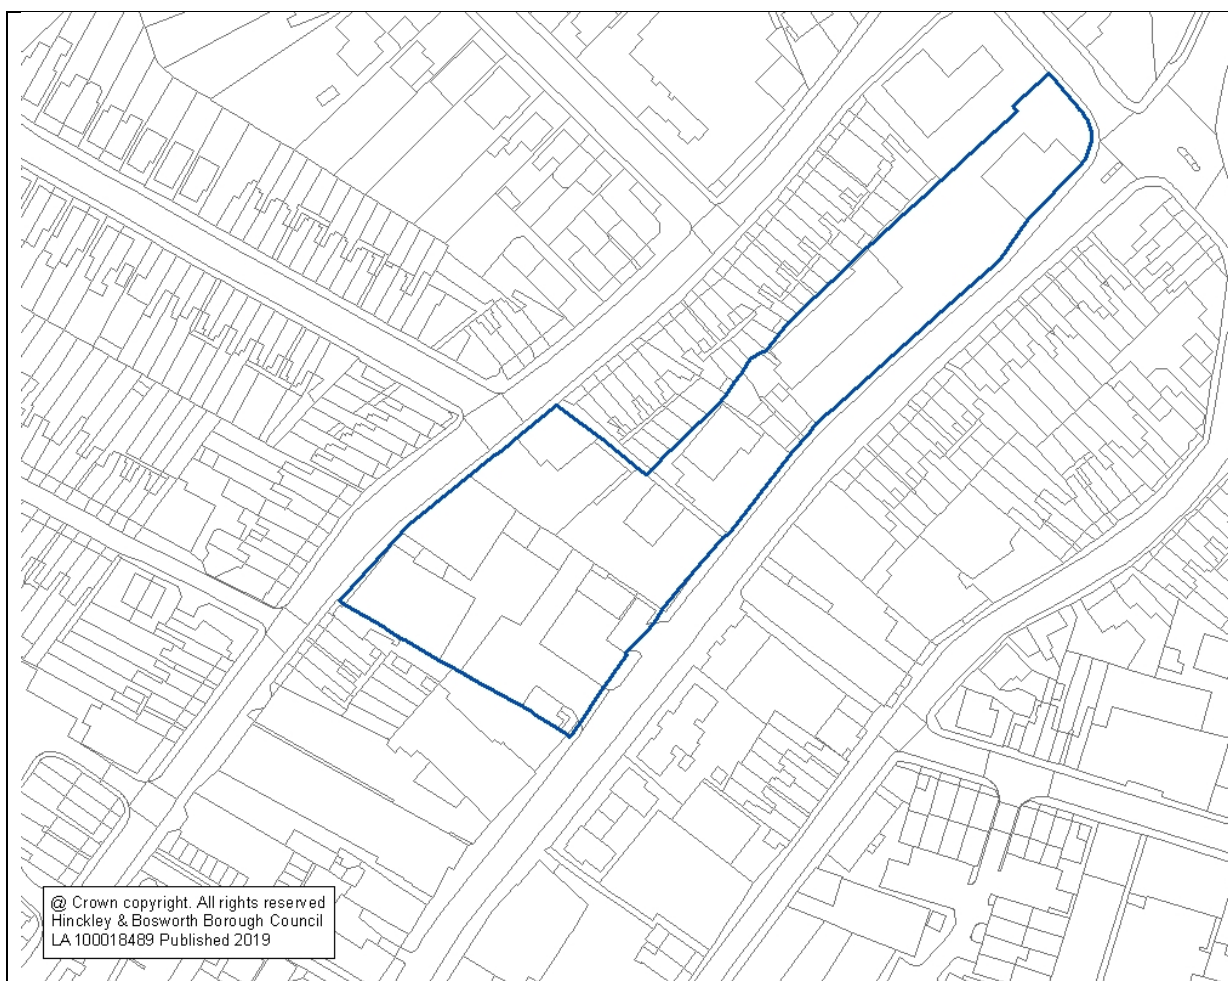 @ Crown copyright. All rights reserved
Hinckley & Bosworth Borough Council
LA 100018489 Published 2019